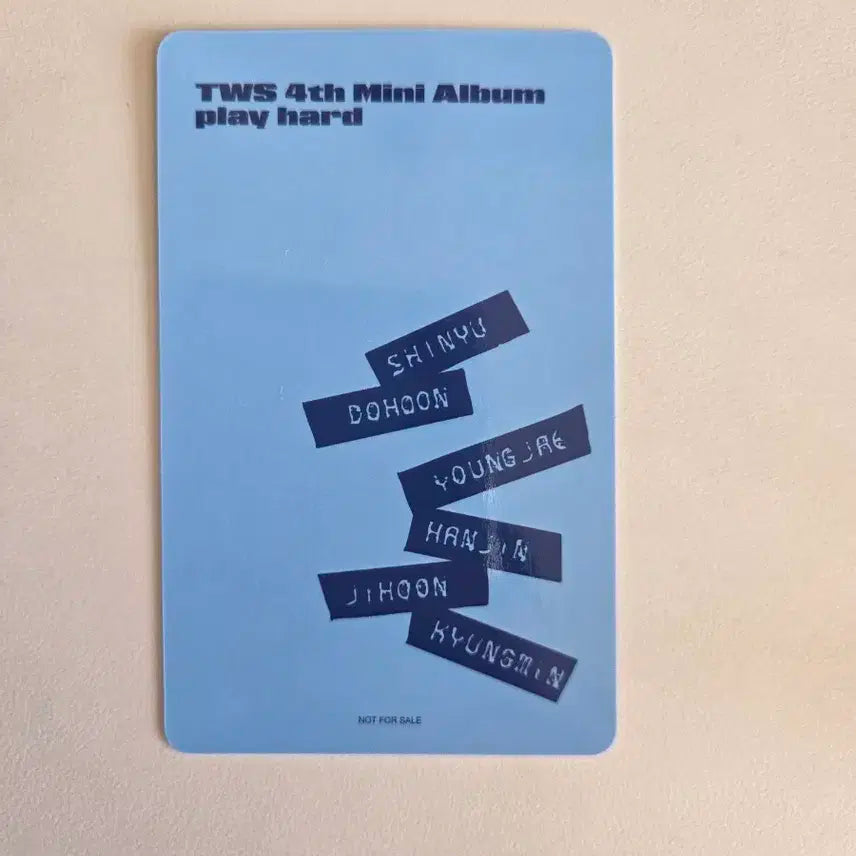 TWS 4th Mini Album
play hard
SHINYU
DOHOON
YOUNGJAE
HANJiN
JiHOON
KYUNGMiN
NOT FOR SALE